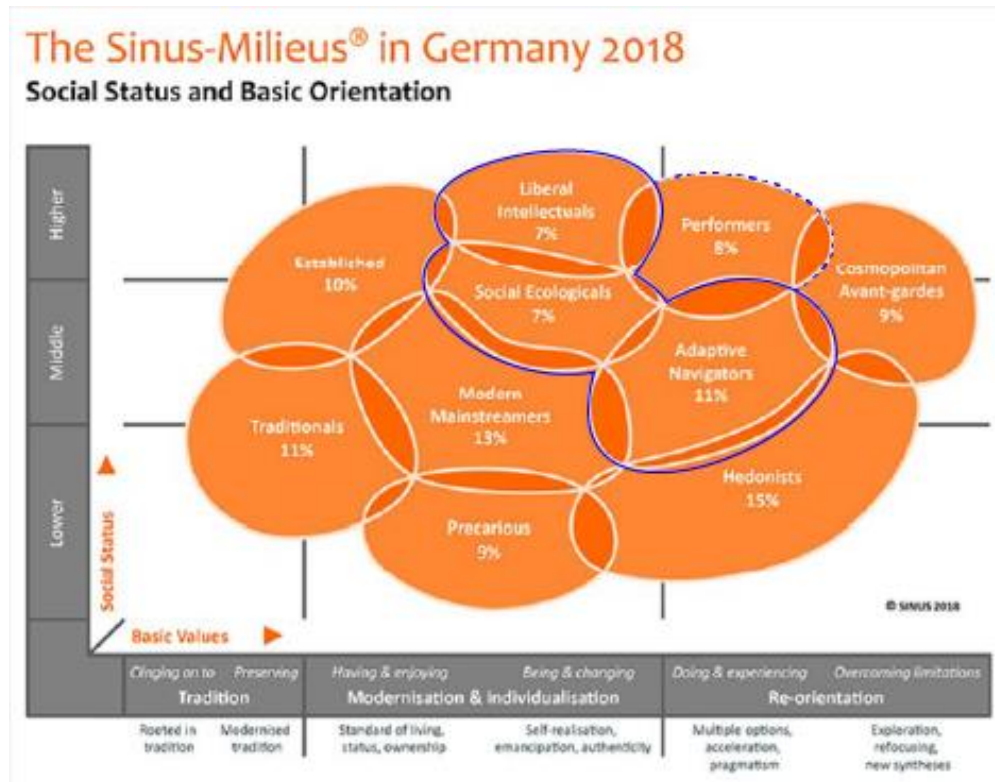 The Sinus-Milieus® in Germany 2018
Social Status and Basic Orientation
Higher
Middle
Lower
Social Status
Liberal
Intellectuals
7%
Performers
8%
Established
10%
Cosmopolitan
Avant-gardes
9%
Social Ecologicals
7%
Adaptive
Navigators
11%
Modern
Mainstreamers
13%
Traditionals
11%
Hedonists
15%
Precarious
9%
© SINUS 2018
Basic Values
Clinging on to
Preserving
Having & enjoying
Being & changing
Doing & experiencing
Overcoming limitations
Tradition
Modernisation & individualisation
Re-orientation
Rooted in
tradition
Modernised
tradition
Standard of living,
status, ownership
Self-realisation,
emancipation, authenticity
Multiple options,
acceleration,
pragmatism
Exploration,
refocusing,
new syntheses